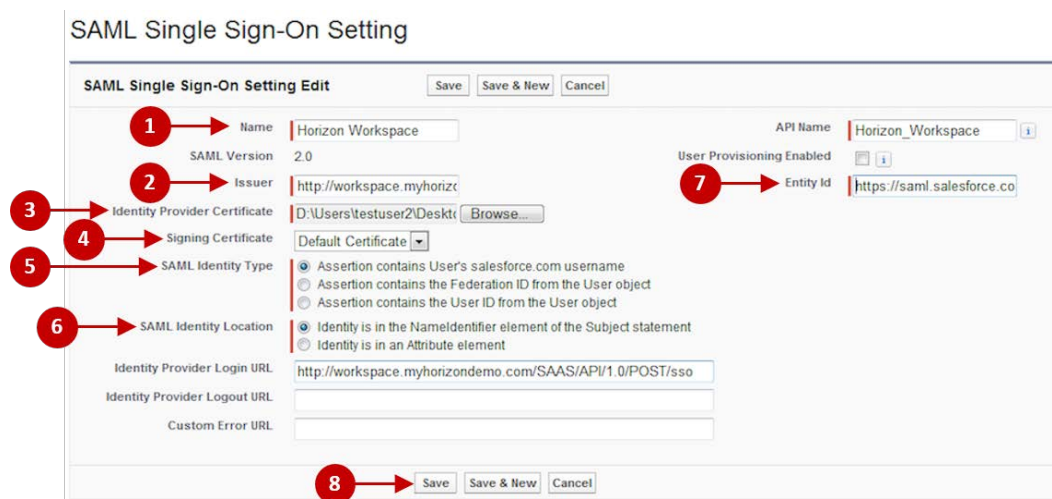 SAML Single Sign-On Setting
SAML Single Sign-On Setting Edit Save Save & New Cancel
1 Name Horizon Workspace API Name Horizon_Workspace i
SAML Version 2.0 User Provisioning Enabled i
2 Issuer http://workspace.myhorizo 7 Entity Id https://saml.salesforce.co
3 Identity Provider Certificate D:\Users\testuser2\Deskto Browse...
4 Signing Certificate Default Certificate
5 SAML Identity Type Assertion contains User's salesforce.com username
Assertion contains the Federation ID from the User object
Assertion contains the User ID from the User object
6 SAML Identity Location Identity is in the NameIdentifier element of the Subject statement
Identity is in an Attribute element
Identity Provider Login URL http://workspace.myhorizondemo.com/SAAS/API/1.0/POST/sso
Identity Provider Logout URL
Custom Error URL
8 Save Save & New Cancel